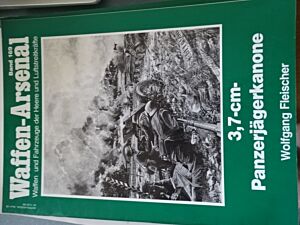 Band 169
Waffen-Arsenal
Waffen und Fahrzeuge der Heere und Luftstreitkräfte
3,7-cm-
Panzerjägerkanone
Wolfgang Fleischer